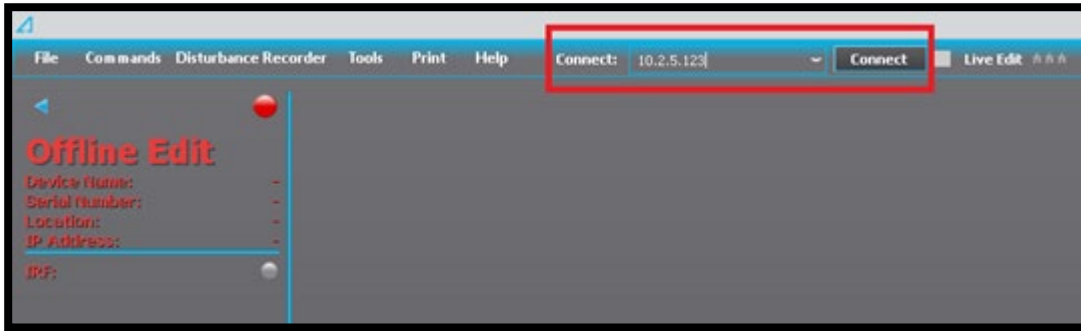 File Commands Disturbance Recorder Tools Print Help Connect: 10.2.5.123 Connect Live Edit
Offline Edit
Device Name: -
Serial Number: -
Location: -
IP Address: -
IRF: